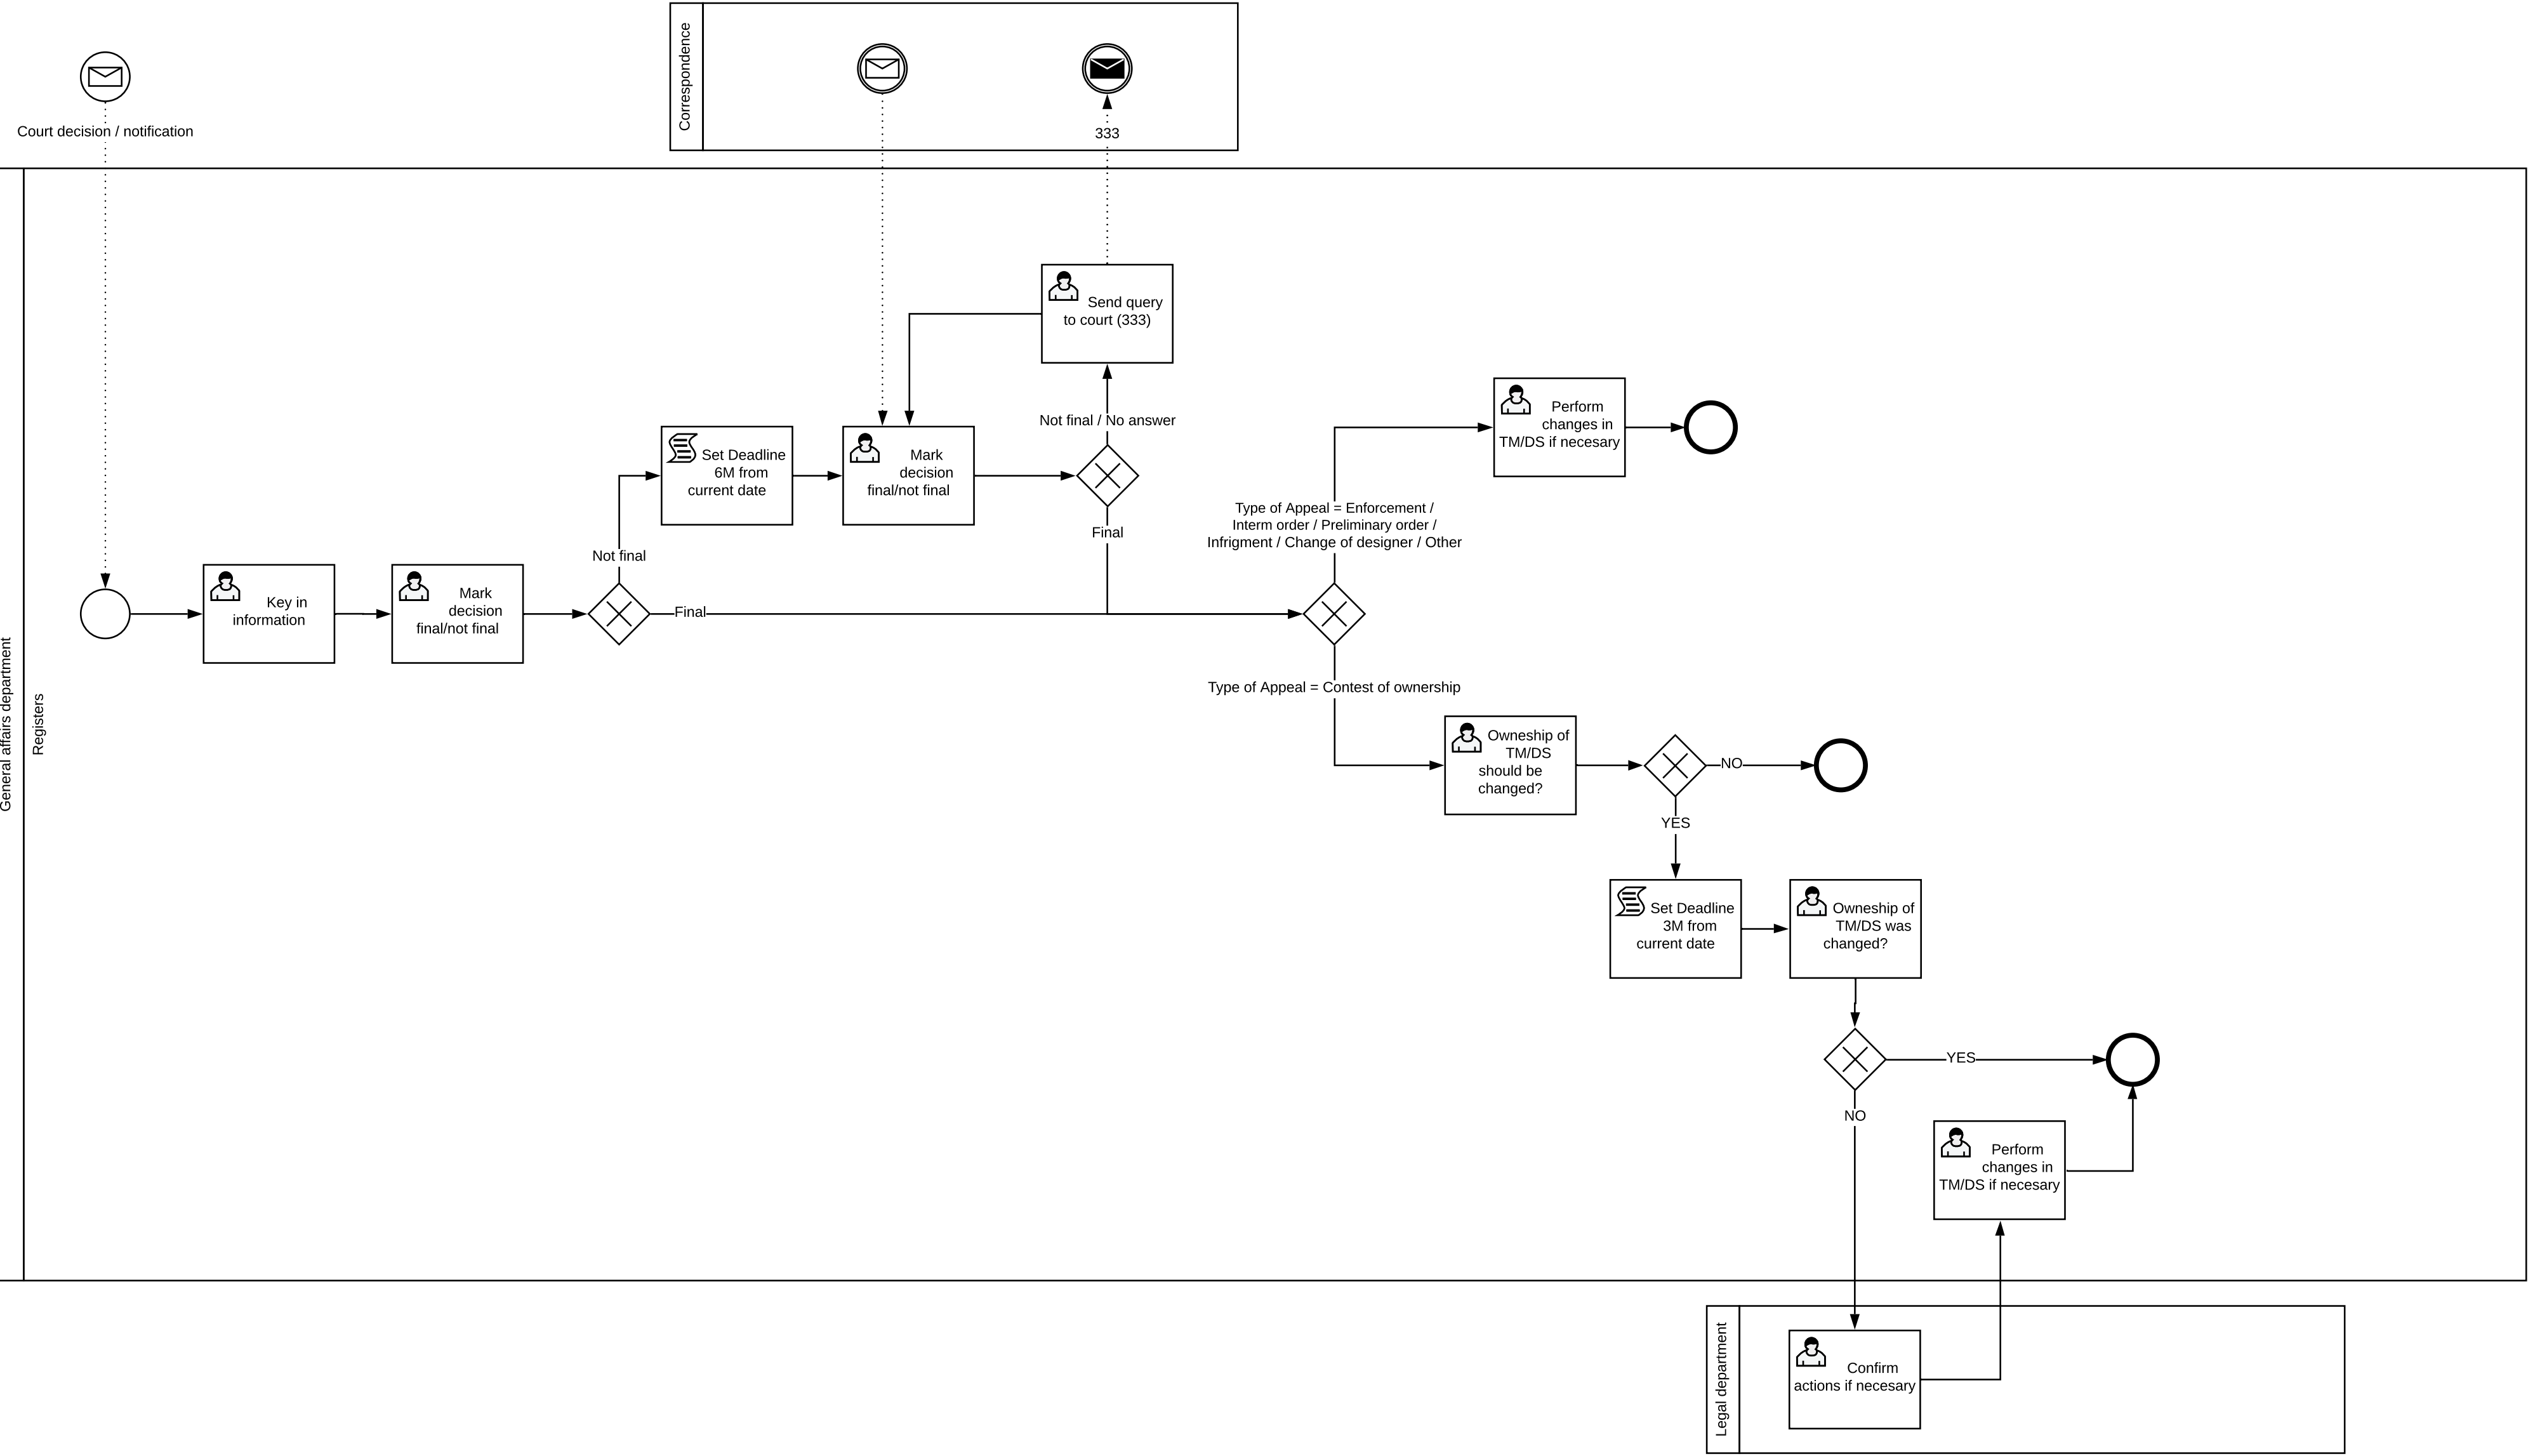 Correspondence
Court decision / notification
333
General affairs department
Registers
Send query
to court (333)
Not final / No answer
Set Deadline
6M from
current date
Mark
decision
final/not final
Final
Not final
Key in
information
Mark
decision
final/not final
Final
Type of Appeal = Enforcement /
Interm order / Preliminary order /
Infrigment / Change of designer / Other
Perform
changes in
TM/DS if necesary
Type of Appeal = Contest of ownership
Owneship of
TM/DS
should be
changed?
NO
YES
Set Deadline
3M from
current date
Owneship of
TM/DS was
changed?
YES
NO
Perform
changes in
TM/DS if necesary
Legal department
Confirm
actions if necesary